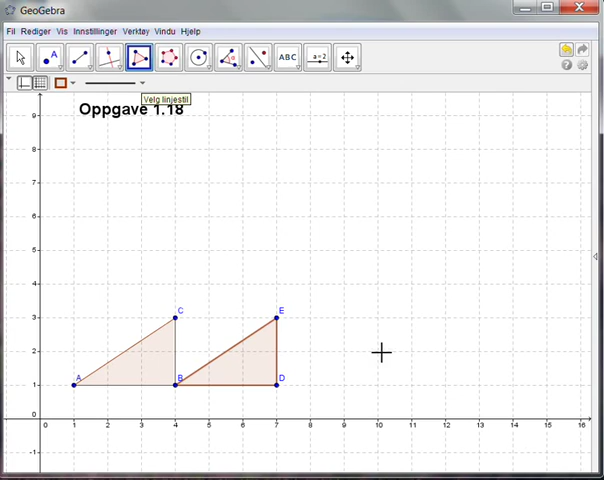 GeoGebra
Fil Rediger Vis Innstillinger Verktøy Vindu Hjelp
A ABC a=2
α
Velg linjestil
Oppgave 1.18
9
8
7
6
5
4
3
2
1
0
-1
C E
A B D
0 1 2 3 4 5 6 7 8 9 10 11 12 13 14 15 16